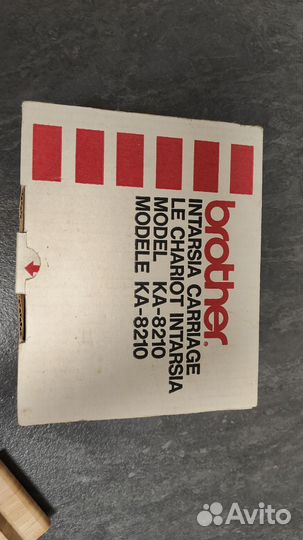 brother®
INTARSIA CARRIAGE
LE CHARIOT INTARSIA
MODEL KA-8210
MODELE KA-8210
Avito